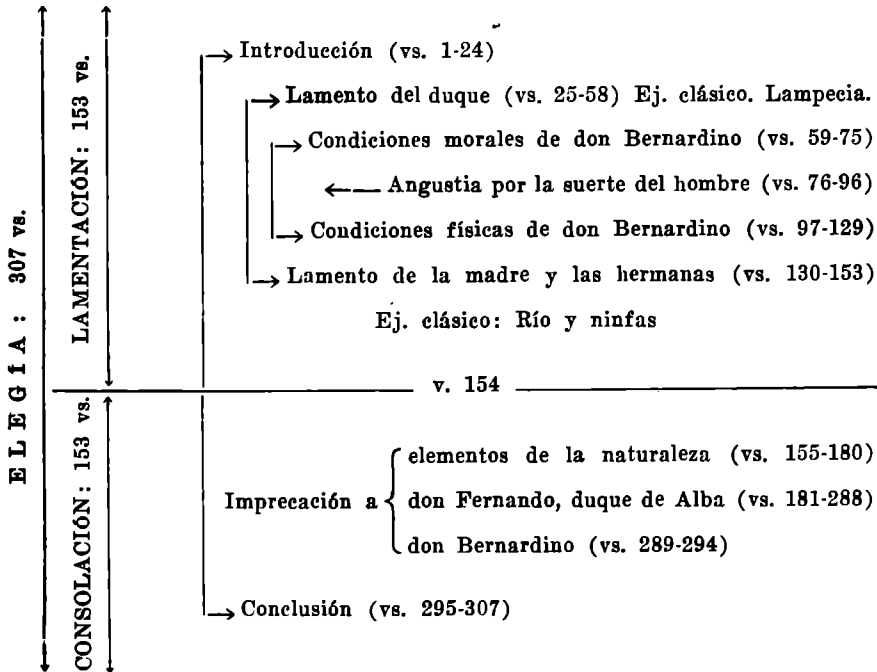 ELEGÍA: 307 vs.
LAMENTACIÓN: 153 vs.
Introducción (vs. 1-24)
Lamento del duque (vs. 25-58) Ej. clásico. Lampecia.
Condiciones morales de don Bernardino (vs. 59-75)
Angustia por la suerte del hombre (vs. 76-96)
Condiciones físicas de don Bernardino (vs. 97-129)
Lamento de la madre y las hermanas (vs. 130-153)
Ej. clásico: Río y ninfas
v. 154
CONSOLACIÓN: 153 vs.
elementos de la naturaleza (vs. 155-180)
Imprecación a don Fernando, duque de Alba (vs. 181-288)
don Bernardino (vs. 289-294)
Conclusión (vs. 295-307)